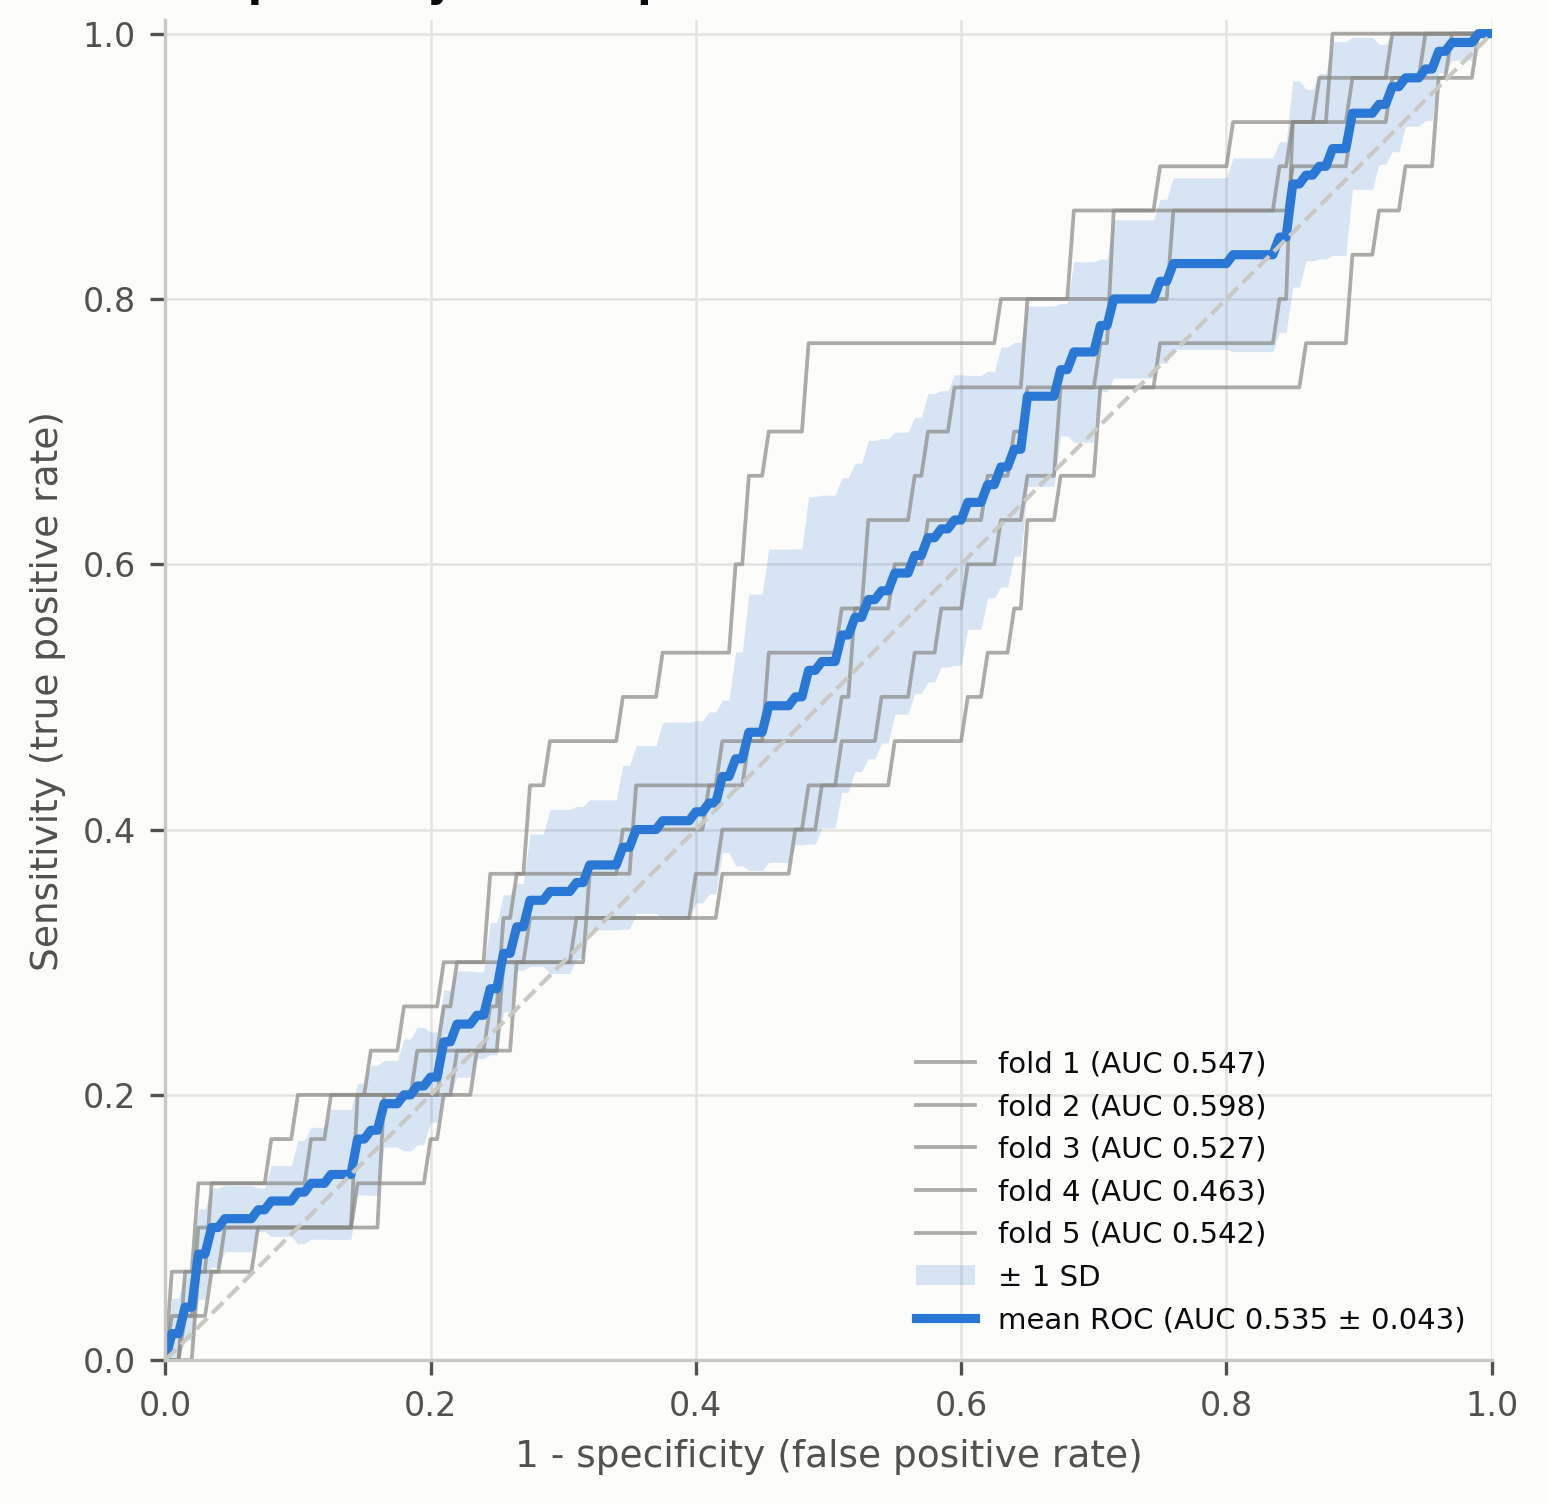 1.0
0.8
0.6
0.4
0.2
0.0
Sensitivity (true positive rate)
fold 1 (AUC 0.547)
fold 2 (AUC 0.598)
fold 3 (AUC 0.527)
fold 4 (AUC 0.463)
fold 5 (AUC 0.542)
± 1 SD
mean ROC (AUC 0.535 ± 0.043)
0.0 0.2 0.4 0.6 0.8 1.0
1 - specificity (false positive rate)